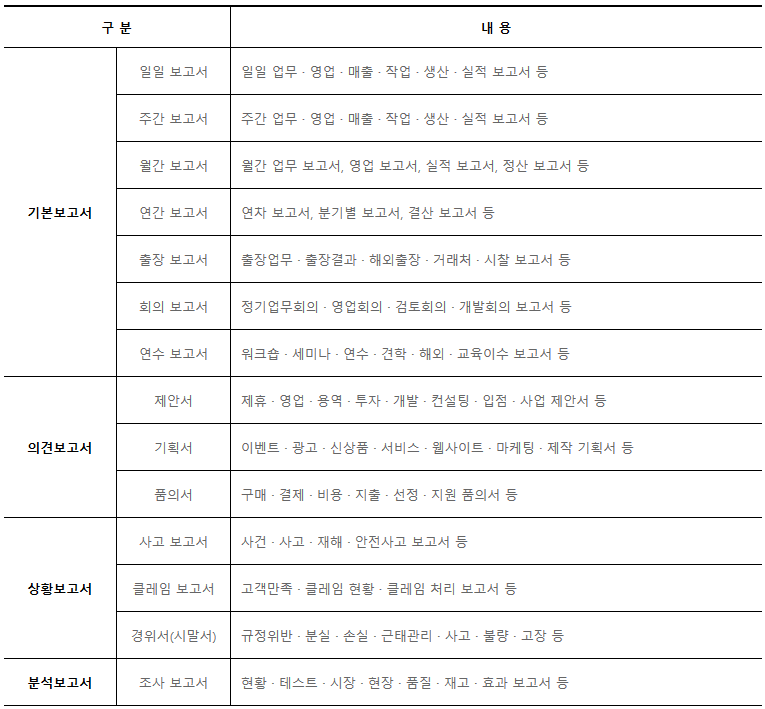 구 분 내 용
기본보고서
일일 보고서 일일 업무 · 영업 · 매출 · 작업 · 생산 · 실적 보고서 등
주간 보고서 주간 업무 · 영업 · 매출 · 작업 · 생산 · 실적 보고서 등
월간 보고서 월간 업무 보고서, 영업 보고서, 실적 보고서, 정산 보고서 등
연간 보고서 연차 보고서, 분기별 보고서, 결산 보고서 등
출장 보고서 출장업무 · 출장결과 · 해외출장 · 거래처 · 시찰 보고서 등
회의 보고서 정기업무회의 · 영업회의 · 검토회의 · 개발회의 보고서 등
연수 보고서 워크숍 · 세미나 · 연수 · 견학 · 해외 · 교육이수 보고서 등
의견보고서
제안서 제휴 · 영업 · 용역 · 투자 · 개발 · 컨설팅 · 입점 · 사업 제안서 등
기획서 이벤트 · 광고 · 신상품 · 서비스 · 웹사이트 · 마케팅 · 제작 기획서 등
품의서 구매 · 결제 · 비용 · 지출 · 선정 · 지원 품의서 등
상황보고서
사고 보고서 사건 · 사고 · 재해 · 안전사고 보고서 등
클레임 보고서 고객만족 · 클레임 현황 · 클레임 처리 보고서 등
경위서(시말서) 규정위반 · 분실 · 손실 · 근태관리 · 사고 · 불량 · 고장 등
분석보고서
조사 보고서 현황 · 테스트 · 시장 · 현장 · 품질 · 재고 · 효과 보고서 등